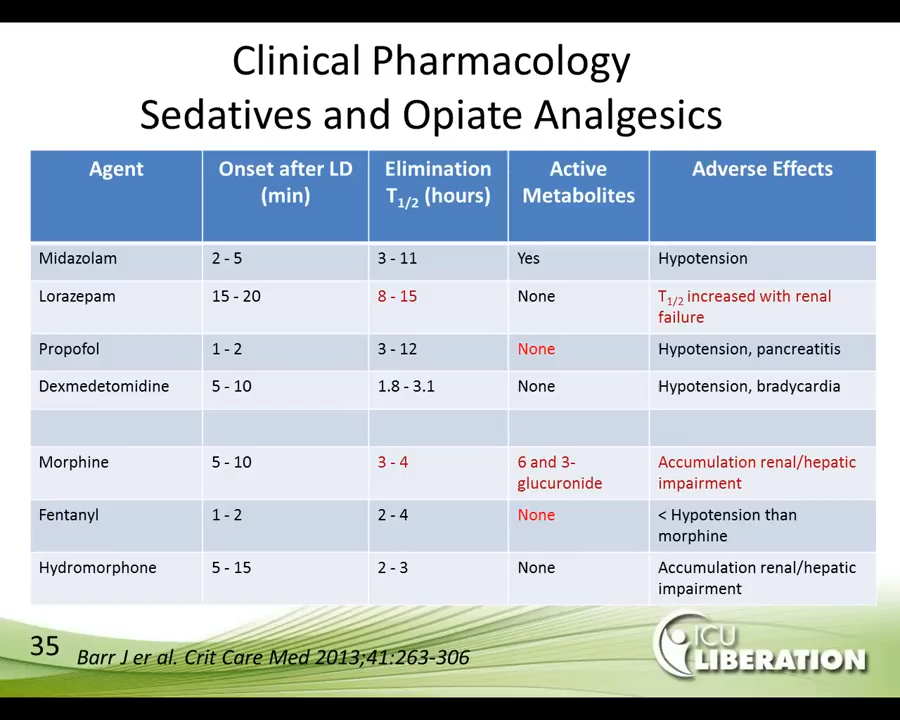 Clinical Pharmacology
Sedatives and Opiate Analgesics
Agent Onset after LD (min) Elimination T1/2 (hours) Active Metabolites Adverse Effects
Midazolam 2 - 5 3 - 11 Yes Hypotension
Lorazepam 15 - 20 8 - 15 None T1/2 increased with renal failure
Propofol 1 - 2 3 - 12 None Hypotension, pancreatitis
Dexmedetomidine 5 - 10 1.8 - 3.1 None Hypotension, bradycardia
Morphine 5 - 10 3 - 4 6 and 3-glucuronide Accumulation renal/hepatic impairment
Fentanyl 1 - 2 2 - 4 None < Hypotension than morphine
Hydromorphone 5 - 15 2 - 3 None Accumulation renal/hepatic impairment
35
Barr J er al. Crit Care Med 2013;41:263-306
ICU
LIBERATION